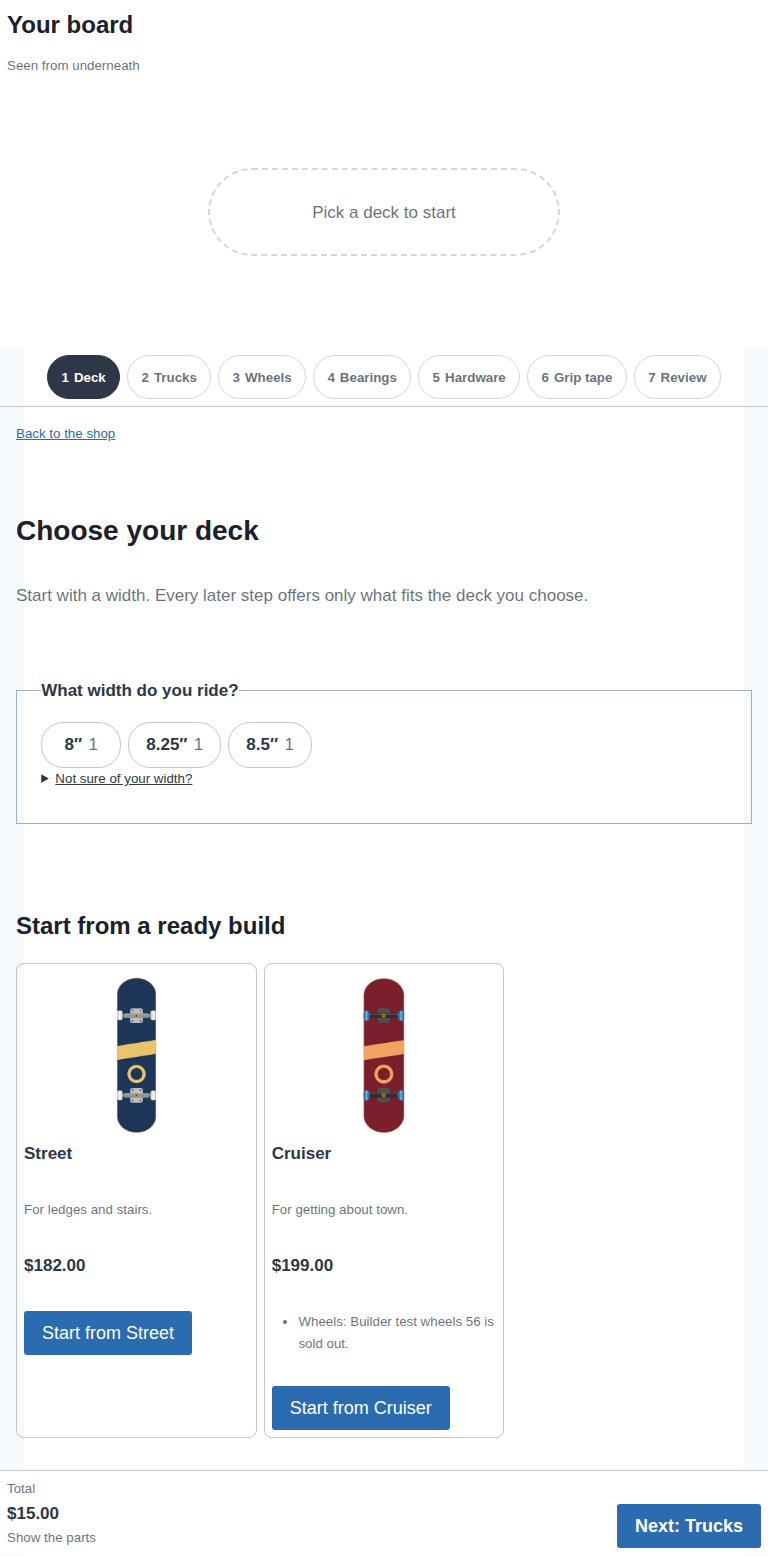 Your board
Seen from underneath
Pick a deck to start
1 Deck
2 Trucks
3 Wheels
4 Bearings
5 Hardware
6 Grip tape
7 Review
Back to the shop
Choose your deck
Start with a width. Every later step offers only what fits the deck you choose.
What width do you ride?
8″ 1
8.25″ 1
8.5″ 1
Not sure of your width?
Start from a ready build
Street
For ledges and stairs.
$182.00
Start from Street
Cruiser
For getting about town.
$199.00
Wheels: Builder test wheels 56 is
sold out.
Start from Cruiser
Total
$15.00
Show the parts
Next: Trucks